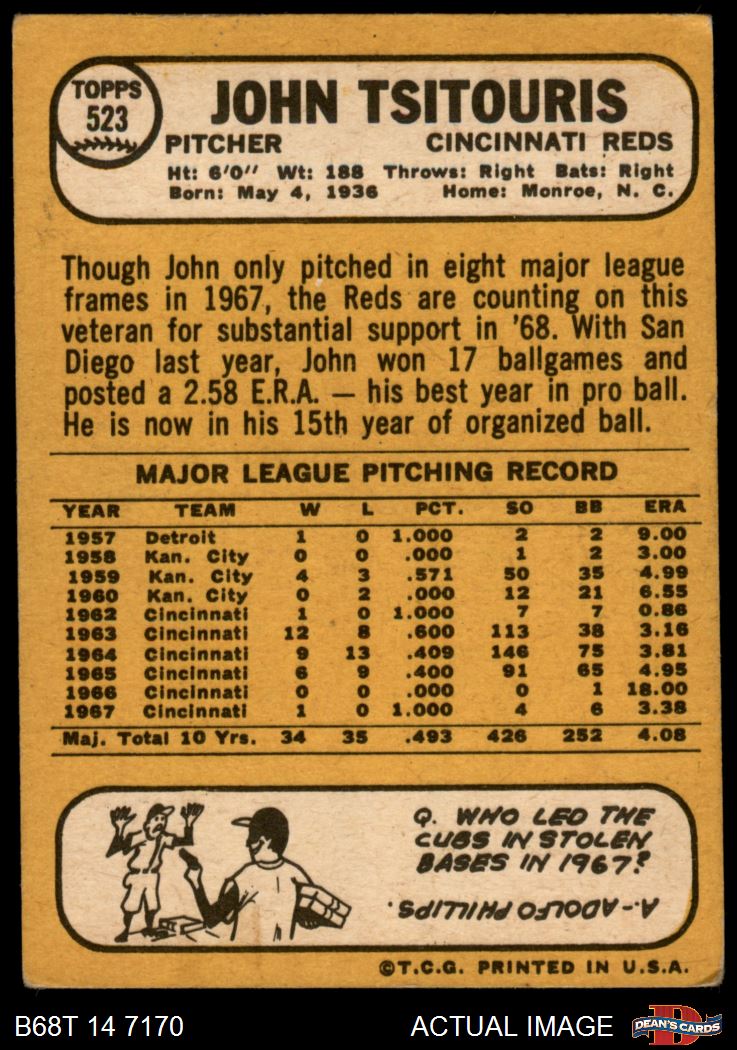 TOPPS
523
JOHN TSITOURIS
PITCHER CINCINNATI REDS
Ht: 6'0" Wt: 188 Throws: Right Bats: Right
Born: May 4, 1936 Home: Monroe, N. C.
Though John only pitched in eight major league
frames in 1967, the Reds are counting on this
veteran for substantial support in '68. With San
Diego last year, John won 17 ballgames and
posted a 2.58 E.R.A. — his best year in pro ball.
He is now in his 15th year of organized ball.
MAJOR LEAGUE PITCHING RECORD
YEAR TEAM W L PCT. SO BB ERA
1957 Detroit 1 0 1.000 2 2 9.00
1958 Kan. City 0 0 .000 1 2 3.00
1959 Kan. City 4 3 .571 50 35 4.99
1960 Kan. City 0 2 .000 12 21 6.55
1962 Cincinnati 1 0 1.000 7 7 0.86
1963 Cincinnati 12 8 .600 113 38 3.16
1964 Cincinnati 9 13 .409 146 75 3.81
1965 Cincinnati 6 9 .400 91 65 4.95
1966 Cincinnati 0 0 .000 0 1 18.00
1967 Cincinnati 1 0 1.000 4 6 3.38
Maj. Total 10 Yrs. 34 35 .493 426 252 4.08
Q. WHO LED THE
CUBS IN STOLEN
BASES IN 1967?
A-ADOLFO PHILLIPS.
©T.C.G. PRINTED IN U.S.A.
B68T 14 7170 ACTUAL IMAGE
DEAN'S CARDS